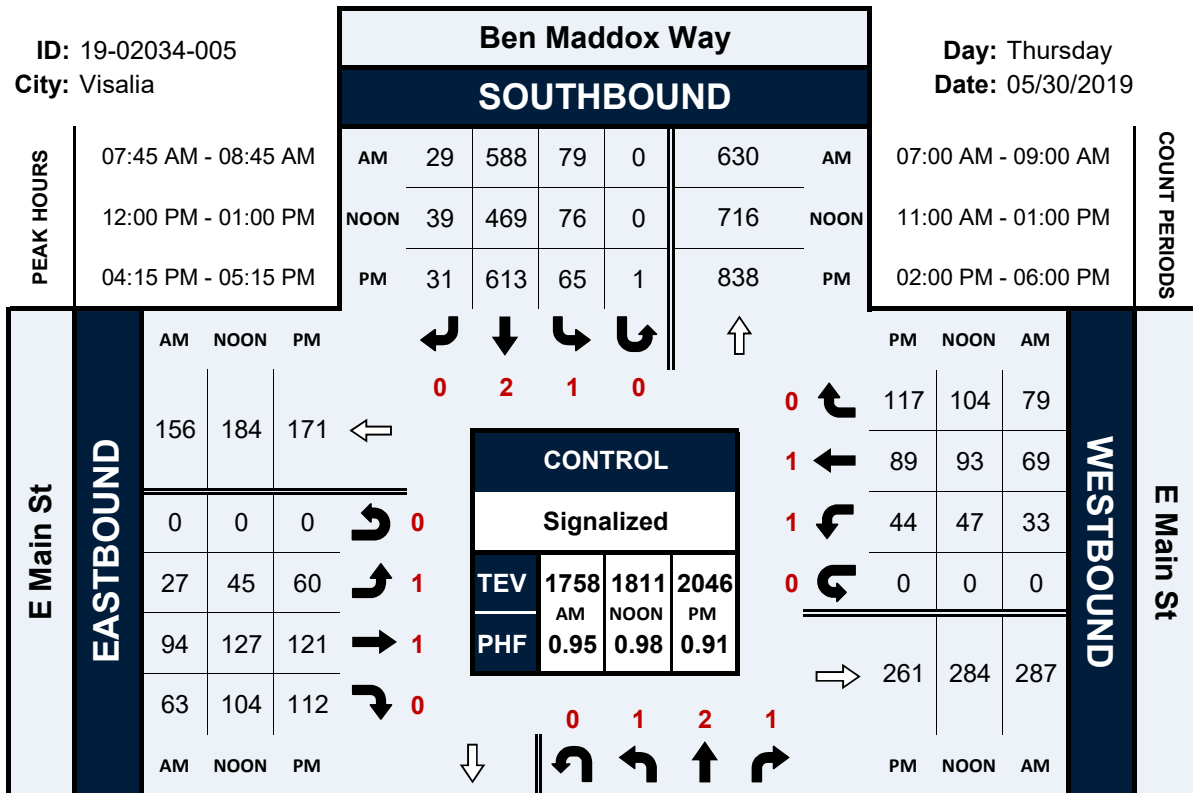 Ben Maddox Way
ID: 19-02034-005
City: Visalia
Day: Thursday
Date: 05/30/2019
SOUTHBOUND
PEAK HOURS
07:45 AM - 08:45 AM
12:00 PM - 01:00 PM
04:15 PM - 05:15 PM
AM 29 588 79 0 630 AM
NOON 39 469 76 0 716 NOON
PM 31 613 65 1 838 PM
07:00 AM - 09:00 AM
11:00 AM - 01:00 PM
02:00 PM - 06:00 PM
COUNT PERIODS
0 2 1 0
E Main St
EASTBOUND
AM NOON PM
156 184 171
0 0 0 0
27 45 60 1
94 127 121 1
63 104 112 0
AM NOON PM
CONTROL
Signalized
TEV 1758 1811 2046
AM NOON PM
PHF 0.95 0.98 0.91
PM NOON AM
0 117 104 79
1 89 93 69
1 44 47 33
0 0 0 0
261 284 287
PM NOON AM
WESTBOUND
E Main St
0 1 2 1